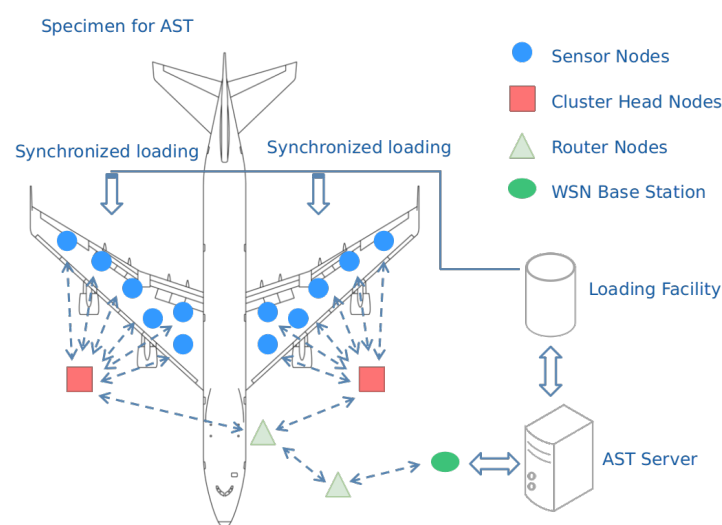 Specimen for AST
Sensor Nodes
Cluster Head Nodes
Synchronized loading
Synchronized loading
Router Nodes
WSN Base Station
Loading Facility
AST Server